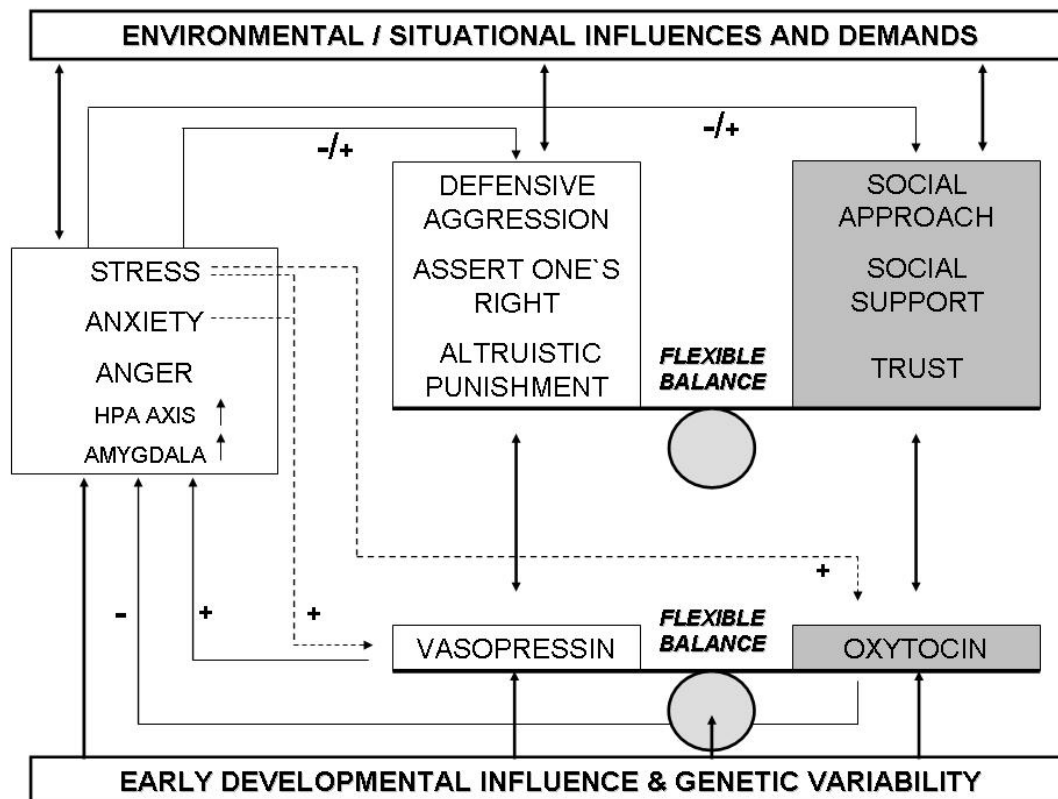 ENVIRONMENTAL / SITUATIONAL INFLUENCES AND DEMANDS
-/+
-/+
STRESS
ANXIETY
ANGER
HPA AXIS
AMYGDALA
DEFENSIVE
AGGRESSION
ASSERT ONE`S
RIGHT
ALTRUISTIC
PUNISHMENT
FLEXIBLE
BALANCE
SOCIAL
APPROACH
SOCIAL
SUPPORT
TRUST
-
+
+
+
VASOPRESSIN
FLEXIBLE
BALANCE
OXYTOCIN
EARLY DEVELOPMENTAL INFLUENCE & GENETIC VARIABILITY